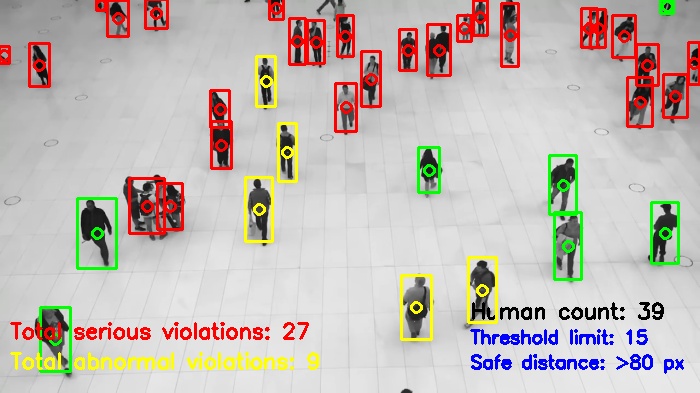 Total serious violations: 27
Total abnormal violations: 9
Human count: 39
Threshold limit: 15
Safe distance: >80 px